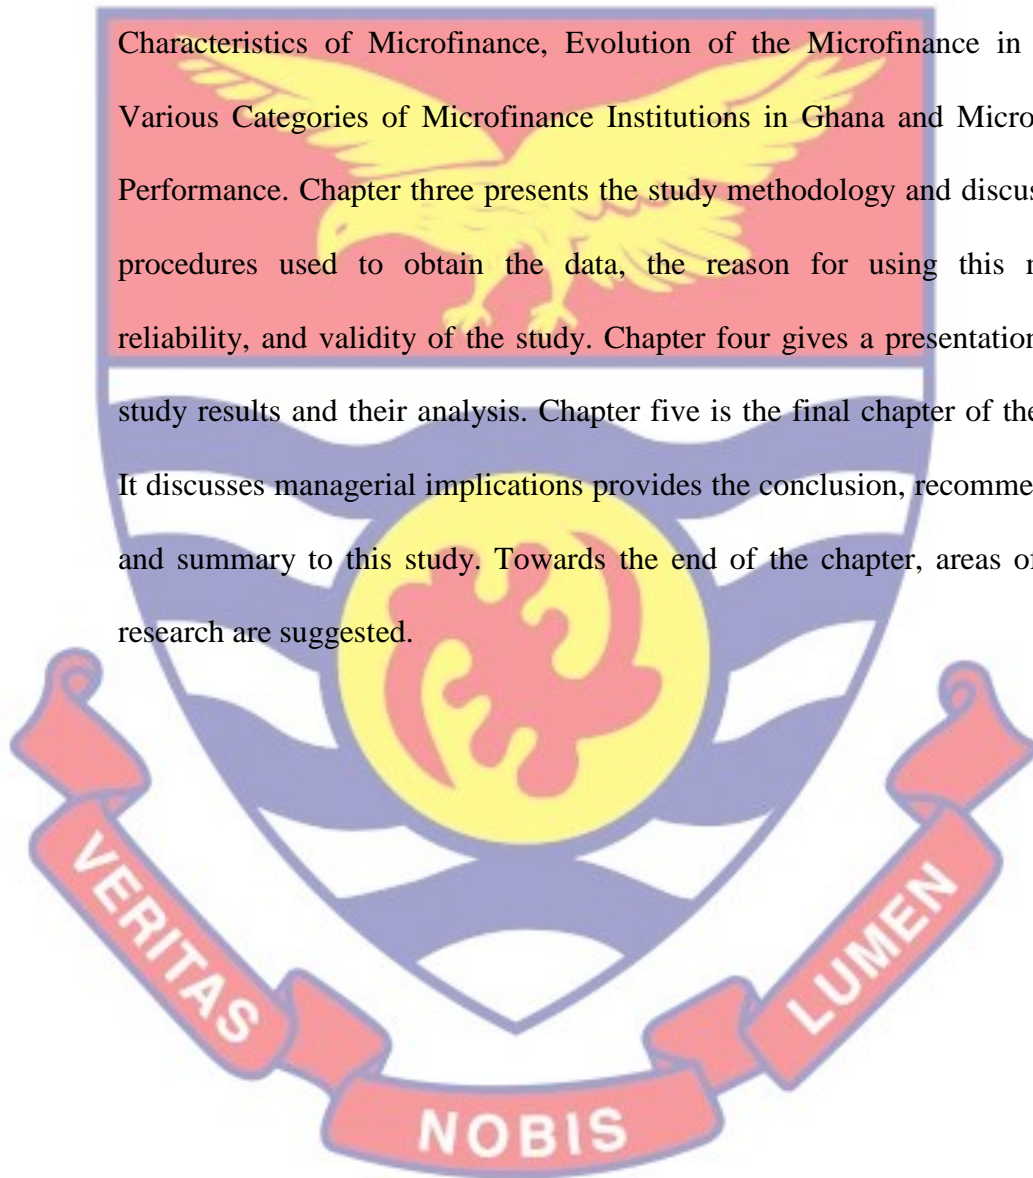 Characteristics of Microfinance, Evolution of the Microfinance in
Various Categories of Microfinance Institutions in Ghana and Micro
Performance. Chapter three presents the study methodology and discus
procedures used to obtain the data, the reason for using this
reliability, and validity of the study. Chapter four gives a presentation
study results and their analysis. Chapter five is the final chapter of the
It discusses managerial implications provides the conclusion, recomme
and summary to this study. Towards the end of the chapter, areas of
research are suggested.
VERITAS
NOBIS
LUMEN